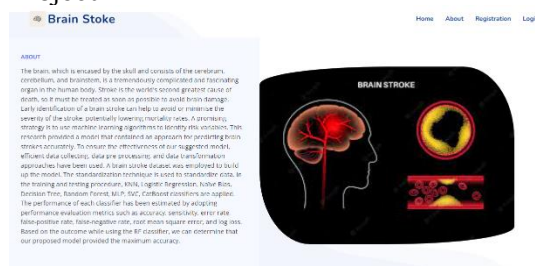 Brain Stoke
Home About Registration Logi
ABOUT
The brain, which is encased by the skull and consists of the cerebrum,
cerebellum, and brainstem, is a tremendously complicated and fascinating
organ in the human body. Stroke is the world's second greatest cause of
death, so it must be treated as soon as possible to avoid brain damage.
Early identification of a brain stroke can help to avoid or minimise the
severity of the stroke, potentially lowering mortality rates. A promising
strategy is to use machine learning algorithms to identify risk variables. This
research provided a model that contained an approach for predicting brain
strokes accurately. To ensure the effectiveness of our suggested model,
efficient data collecting, data pre processing, and data transformation
approaches have been used. A brain stroke dataset was employed to build
up the model. The standardization technique is used to standardize data. In
the training and testing procedure, KNN, Logistic Regression, Naive Bias,
Decision Tree, Random Forest, MLP, SVC, CatBoost classifiers are applied.
The performance of each classifier has been estimated by adopting
performance evaluation metrics such as accuracy, sensitivity, error rate
false-positive rate, false-negative rate, root mean square error, and log loss.
Based on the outcome while using the RF classifier, we can determine that
our proposed model provided the maximum accuracy.
BRAIN STROKE